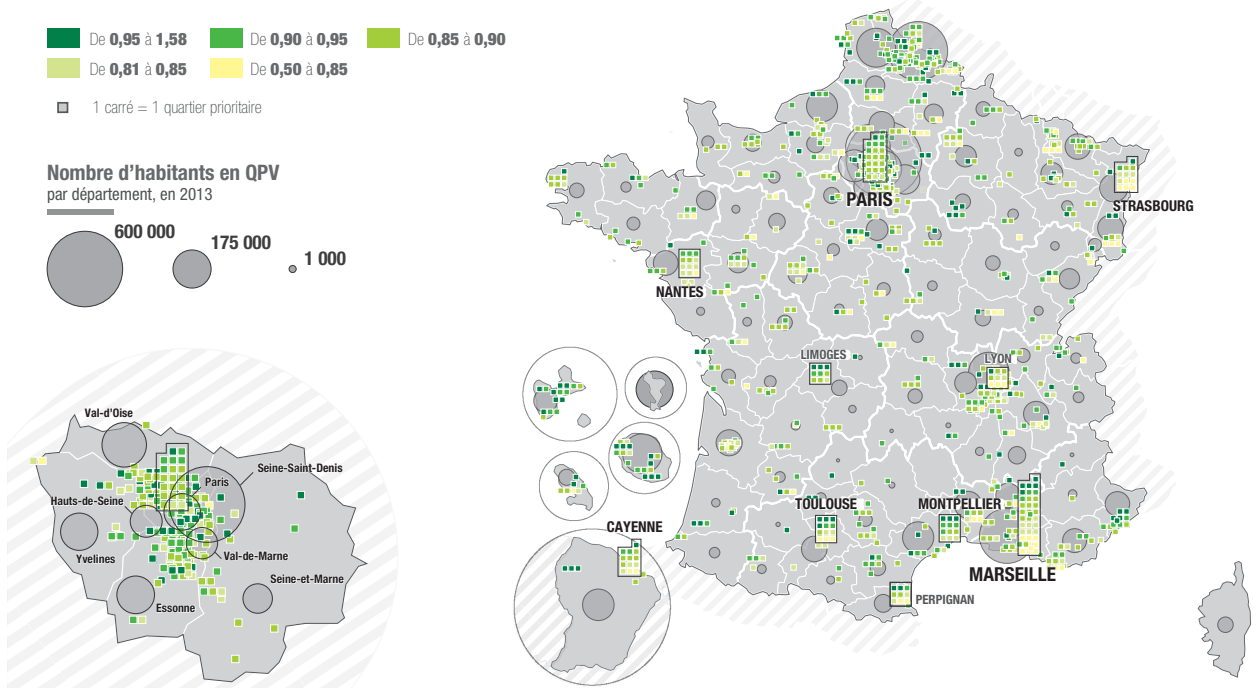 De 0,95 à 1,58
De 0,90 à 0,95
De 0,85 à 0,90
De 0,81 à 0,85
De 0,50 à 0,85
1 carré = 1 quartier prioritaire
Nombre d'habitants en QPV
par département, en 2013
600 000
175 000
1 000
Val-d'Oise
Seine-Saint-Denis
Paris
Hauts-de-Seine
Yvelines
Val-de-Marne
Seine-et-Marne
Essonne
PARIS
STRASBOURG
NANTES
LIMOGES
LYON
TOULOUSE
MONTPELLIER
CAYENNE
MARSEILLE
PERPIGNAN